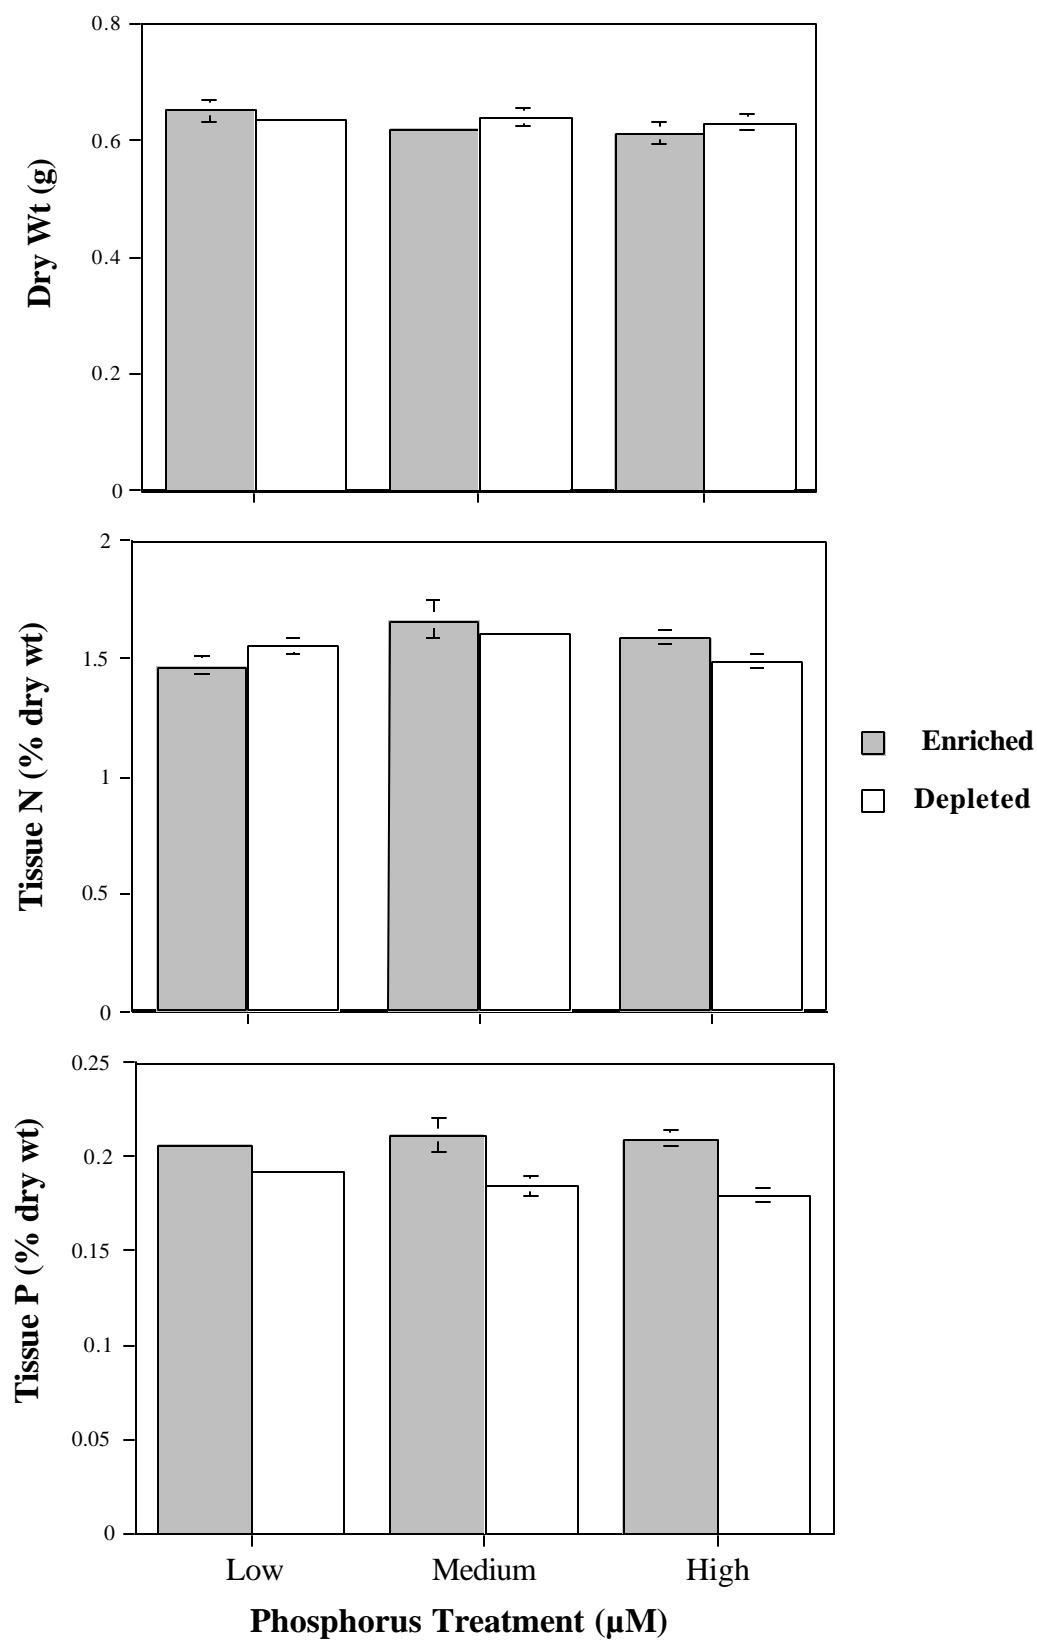 0.8
0.6
0.4
0.2
0
Dry Wt (g)
2
1.5
1
0.5
0
Tissue N (% dry wt)
Enriched
Depleted
0.25
0.2
0.15
0.1
0.05
0
Tissue P (% dry wt)
Low Medium High
Phosphorus Treatment (µM)